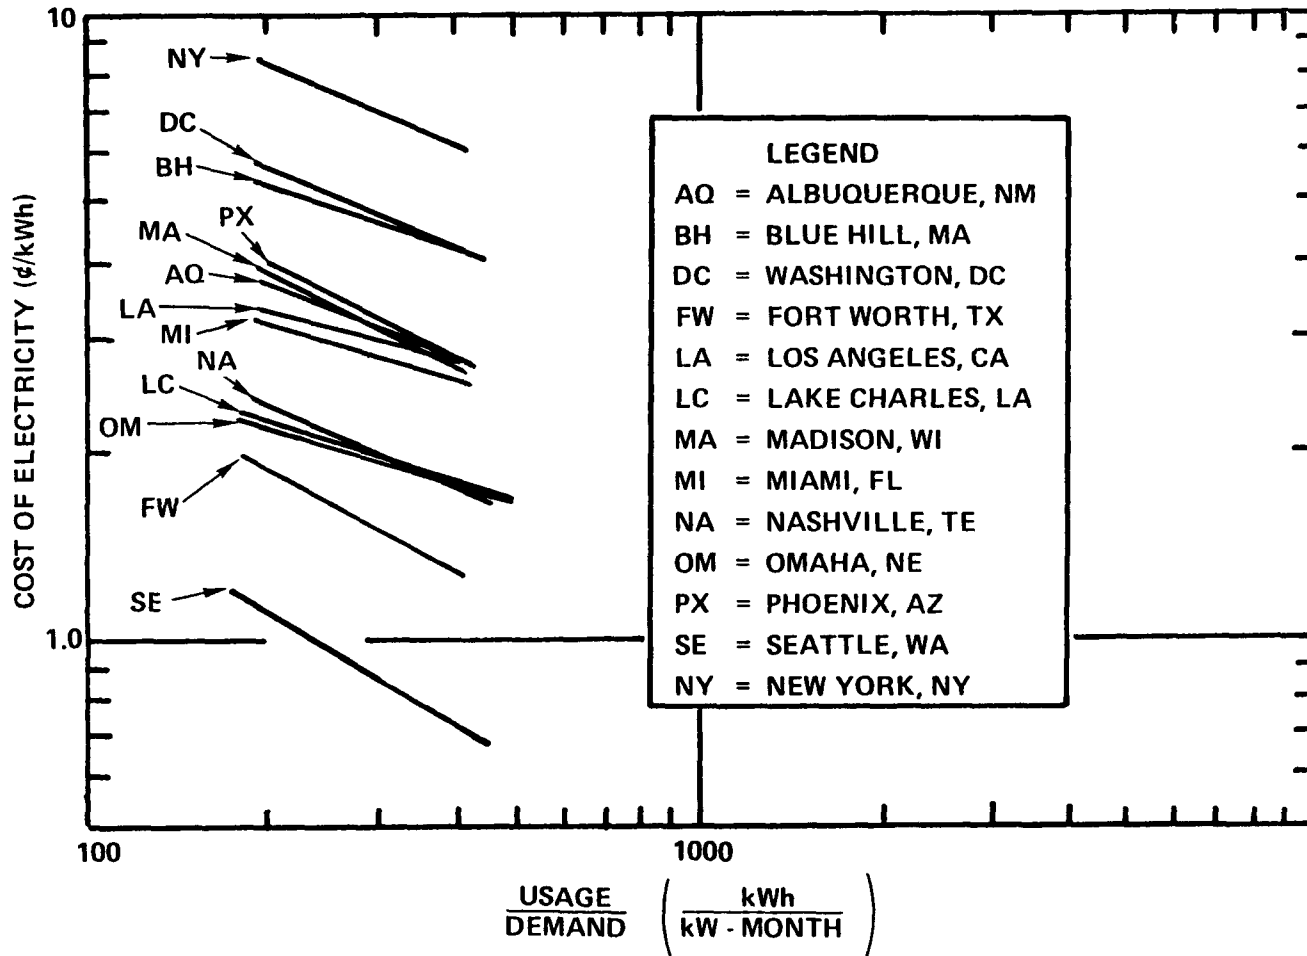 10
NY
DC
BH
PX
MA
AQ
LA
MI
NA
LC
OM
FW
SE
1.0
COST OF ELECTRICITY (¢/kWh)
LEGEND
AQ = ALBUQUERQUE, NM
BH = BLUE HILL, MA
DC = WASHINGTON, DC
FW = FORT WORTH, TX
LA = LOS ANGELES, CA
LC = LAKE CHARLES, LA
MA = MADISON, WI
MI = MIAMI, FL
NA = NASHVILLE, TE
OM = OMAHA, NE
PX = PHOENIX, AZ
SE = SEATTLE, WA
NY = NEW YORK, NY
100
1000
USAGE
DEMAND
kWh
kW - MONTH